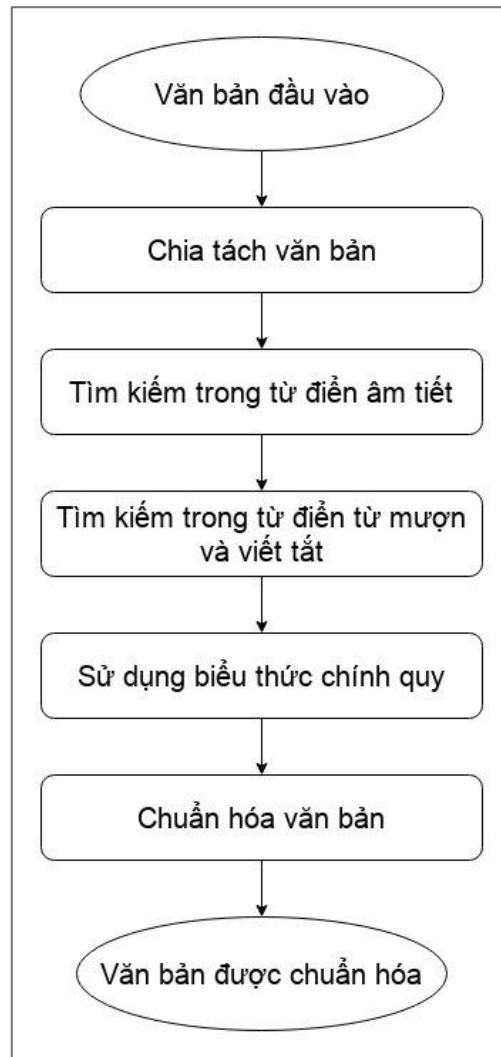 Văn bản đầu vào
Chia tách văn bản
Tìm kiếm trong từ điển âm tiết
Tìm kiếm trong từ điển từ mượn
và viết tắt
Sử dụng biểu thức chính quy
Chuẩn hóa văn bản
Văn bản được chuẩn hóa